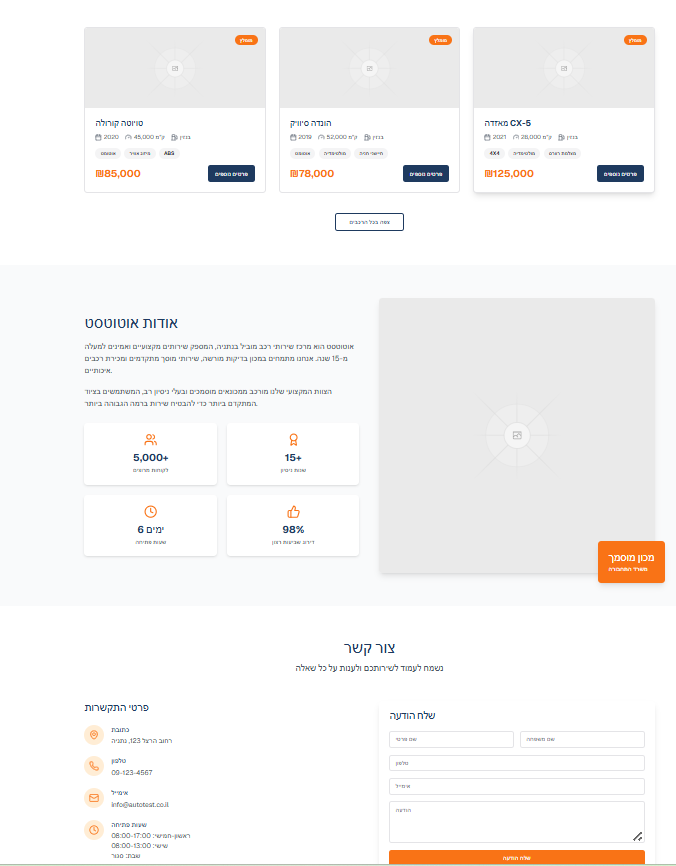 מומלץ
טויוטה קורולה
2020 45,000 ק"מ בנזין
אוטומט מיזוג אוויר ABS
₪85,000
פרטים נוספים
מומלץ
הונדה סיוויק
2019 52,000 ק"מ בנזין
אוטומט מולטימדיה חיישני חניה
₪78,000
פרטים נוספים
מומלץ
מאזדה CX-5
2021 28,000 ק"מ בנזין
4X4 מולטימדיה מצלמת רוורס
₪125,000
פרטים נוספים
צפה בכל הרכבים
אודות אוטוטסט
אוטוטסט הוא מרכז שירותי רכב מוביל בנתניה, המספק שירותים מקצועיים ואמינים למעלה
מ-15 שנה. אנחנו מתמחים במכון בדיקות מורשה, שירותי מוסך מתקדמים ומכירת רכבים
איכותיים.
הצוות המקצועי שלנו מורכב ממכונאים מוסמכים ובעלי ניסיון רב, המשתמשים בציוד
המתקדם ביותר כדי להבטיח שירות ברמה הגבוהה ביותר.
5,000+
לקוחות מרוצים
15+
שנות ניסיון
6 ימים
שעות פתיחה
98%
דירוג שביעות רצון
מכון מוסמך
משרד התחבורה
צור קשר
נשמח לעמוד לשירותכם ולענות על כל שאלה
פרטי התקשרות
כתובת
רחוב הרצל 123, נתניה
טלפון
09-123-4567
אימייל
info@autotest.co.il
שעות פתיחה
ראשון-חמישי: 08:00-17:00
שישי: 08:00-13:00
שבת: סגור
שלח הודעה
שם פרטי
שם משפחה
טלפון
אימייל
הודעה
שלח הודעה